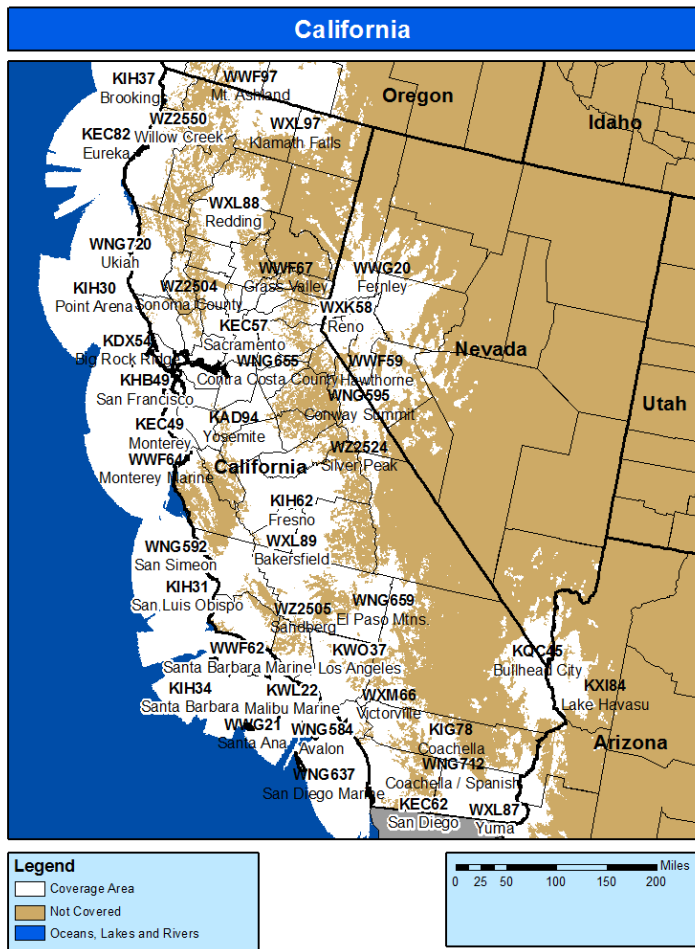 California
KIH37
Brookings
WWF97
Mt. Ashland
Oregon
Idaho
KEC82
Eureka
WZ2550
Willow Creek
WXL97
Klamath Falls
WXL88
Redding
WNG720
Ukiah
WWF67
Grass Valley
WWG20
Fernley
KIH30
Point Arena
WZ2504
Sonoma County
WXK58
Reno
KEC57
Sacramento
KDX54
Big Rock Ridge
WNG655
Contra Costa County
WWF59
Hawthorne
Nevada
KHB49
San Francisco
WNG595
Conway Summit
Utah
KEC49
Monterey
KAD94
Yosemite
WWF64
Monterey Marine
California
WZ2524
Silver Peak
KIH62
Fresno
WNG592
San Simeon
WXL89
Bakersfield
KIH31
San Luis Obispo
WZ2505
Sandberg
WNG659
El Paso Mtns.
WWF62
Santa Barbara Marine
KWO37
Los Angeles
KQC45
Bullhead City
KIH34
Santa Barbara
KWL22
Malibu Marine
WXM66
Victorville
KXI84
Lake Havasu
WWG21
Santa Ana
WNG584
Avalon
KIG78
Coachella
Arizona
WNG712
Coachella / Spanish
WNG637
San Diego Marine
KEC62
San Diego
WXL87
Yuma
Legend
Coverage Area
Not Covered
Oceans, Lakes and Rivers
Miles
0 25 50 100 150 200